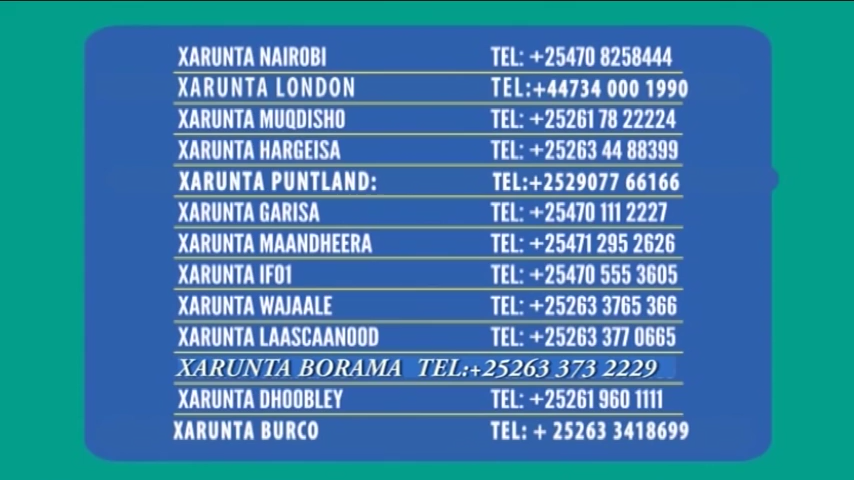 XARUNTA NAIROBI TEL: +25470 8258444
XARUNTA LONDON TEL:+44734 000 1990
XARUNTA MUQDISHO TEL: +25261 78 22224
XARUNTA HARGEISA TEL: +25263 44 88399
XARUNTA PUNTLAND: TEL:+2529077 66166
XARUNTA GARISA TEL: +25470 111 2227
XARUNTA MAANDHEERA TEL: +25471 295 2626
XARUNTA IFO1 TEL: +25470 555 3605
XARUNTA WAJAALE TEL: +25263 3765 366
XARUNTA LAASCAANOOD TEL: +25263 377 0665
XARUNTA BORAMA TEL:+25263 373 2229
XARUNTA DHOOBLEY TEL: +25261 960 1111
XARUNTA BURCO TEL: + 25263 3418699